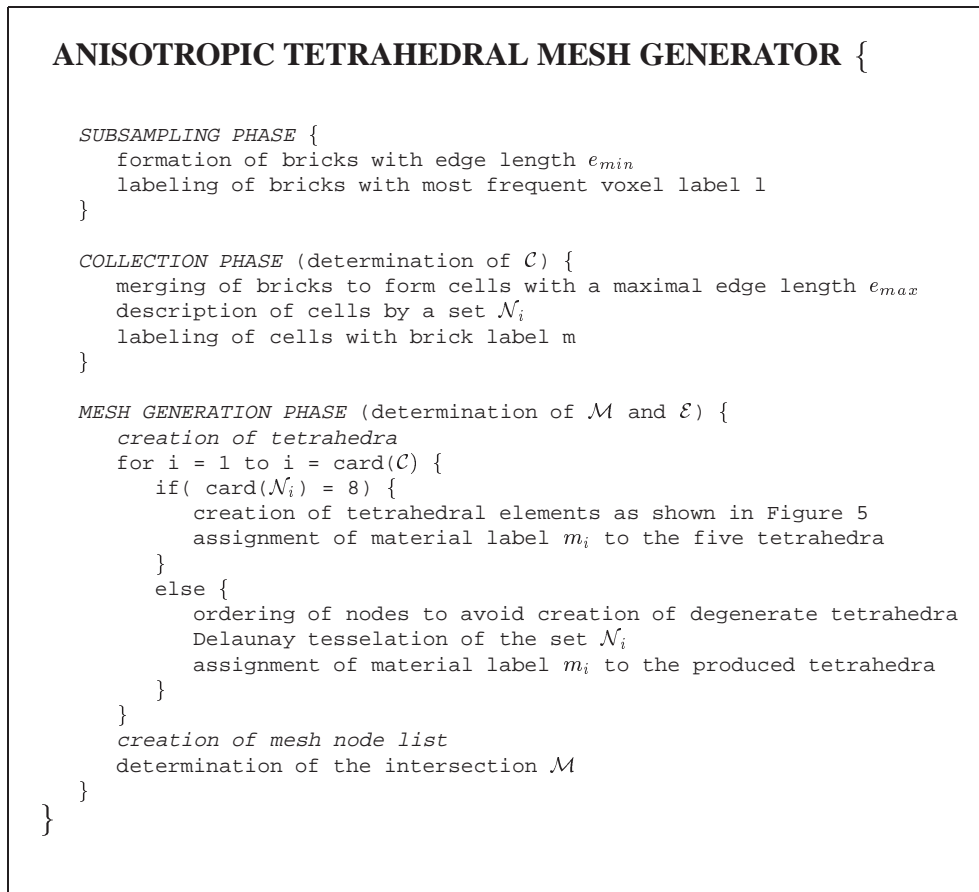 ANISOTROPIC TETRAHEDRAL MESH GENERATOR {
SUBSAMPLING PHASE {
formation of bricks with edge length e_min
labeling of bricks with most frequent voxel label l
}
COLLECTION PHASE (determination of 𝒞) {
merging of bricks to form cells with a maximal edge length e_max
description of cells by a set 𝒩_i
labeling of cells with brick label m
}
MESH GENERATION PHASE (determination of ℳ and ℰ) {
creation of tetrahedra
for i = 1 to i = card(𝒞) {
if( card(𝒩_i) = 8) {
creation of tetrahedral elements as shown in Figure 5
assignment of material label m_i to the five tetrahedra
}
else {
ordering of nodes to avoid creation of degenerate tetrahedra
Delaunay tesselation of the set 𝒩_i
assignment of material label m_i to the produced tetrahedra
}
}
creation of mesh node list
determination of the intersection ℳ
}
}